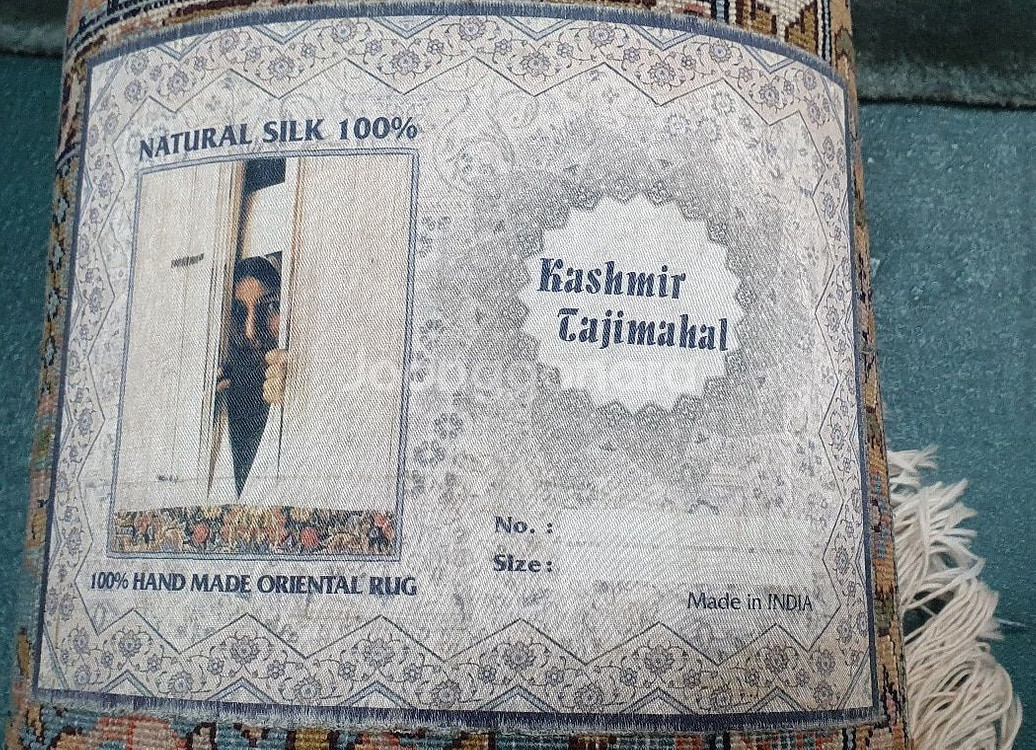 NATURAL SILK 100%
Kashmir
Tajimahal
No. :
Size:
100% HAND MADE ORIENTAL RUG
Made in INDIA